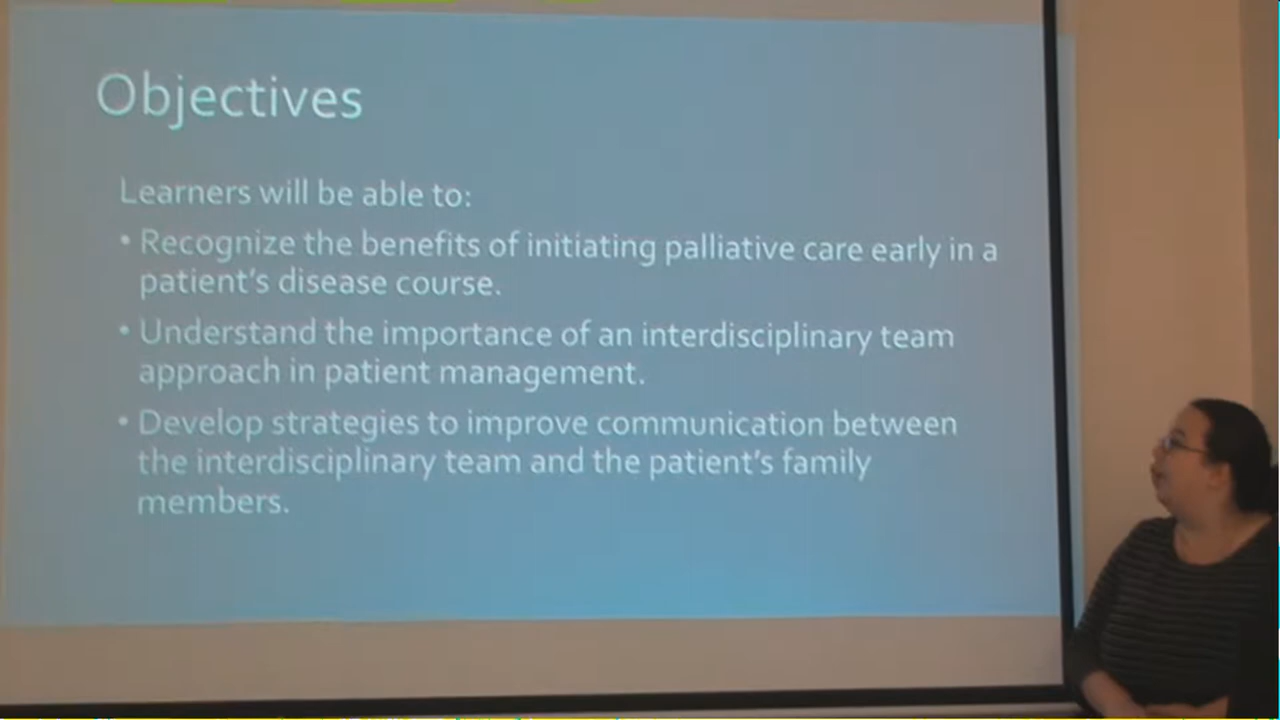 Objectives
Learners will be able to:
• Recognize the benefits of initiating palliative care early in a
patient's disease course.
• Understand the importance of an interdisciplinary team
approach in patient management.
• Develop strategies to improve communication between
the interdisciplinary team and the patient's family
members.